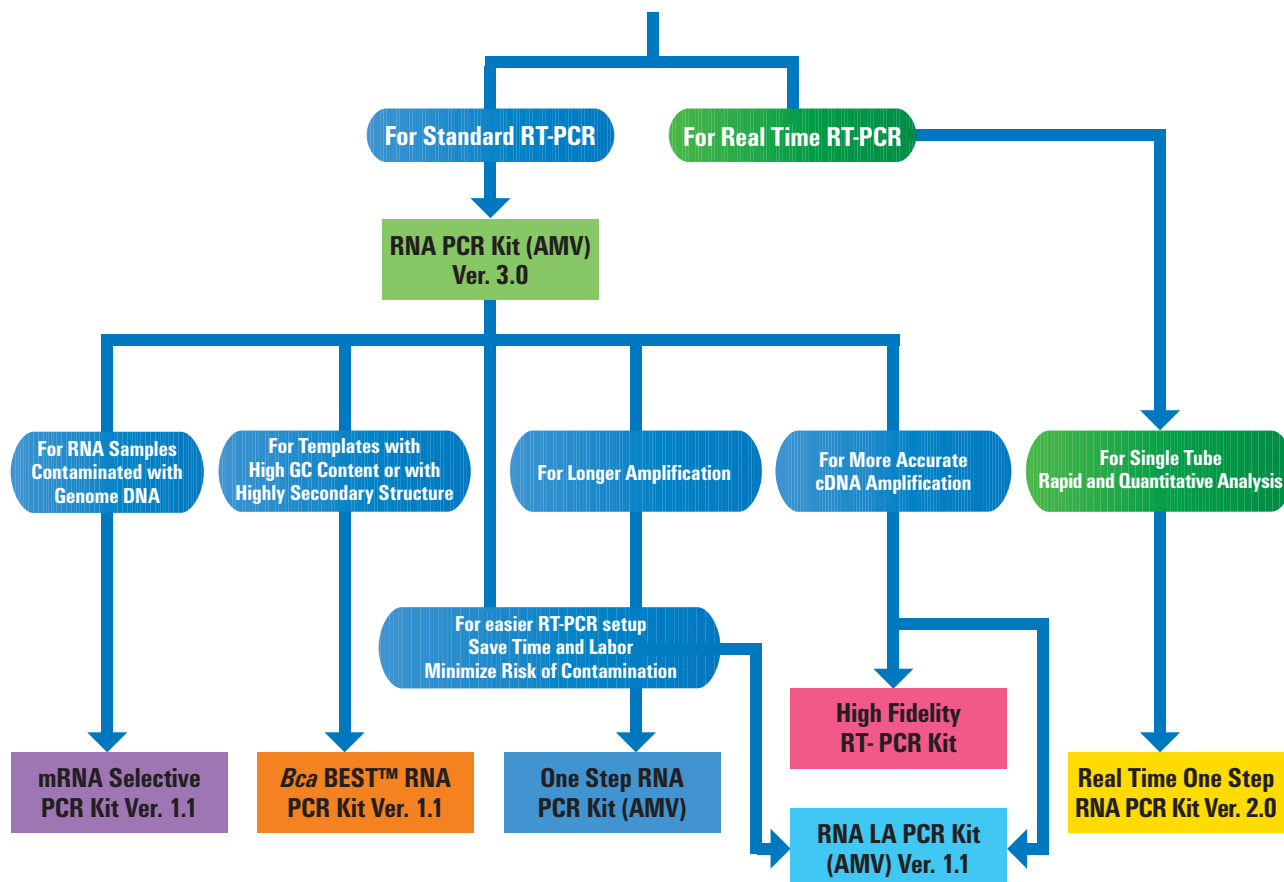 For Standard RT-PCR
For Real Time RT-PCR
RNA PCR Kit (AMV)
Ver. 3.0
For RNA Samples
Contaminated with
Genome DNA
For Templates with
High GC Content or with
Highly Secondary Structure
For Longer Amplification
For More Accurate
cDNA Amplification
For Single Tube
Rapid and Quantitative Analysis
For easier RT-PCR setup
Save Time and Labor
Minimize Risk of Contamination
High Fidelity
RT- PCR Kit
mRNA Selective
PCR Kit Ver. 1.1
Bca BEST™ RNA
PCR Kit Ver. 1.1
One Step RNA
PCR Kit (AMV)
Real Time One Step
RNA PCR Kit Ver. 2.0
RNA LA PCR Kit
(AMV) Ver. 1.1